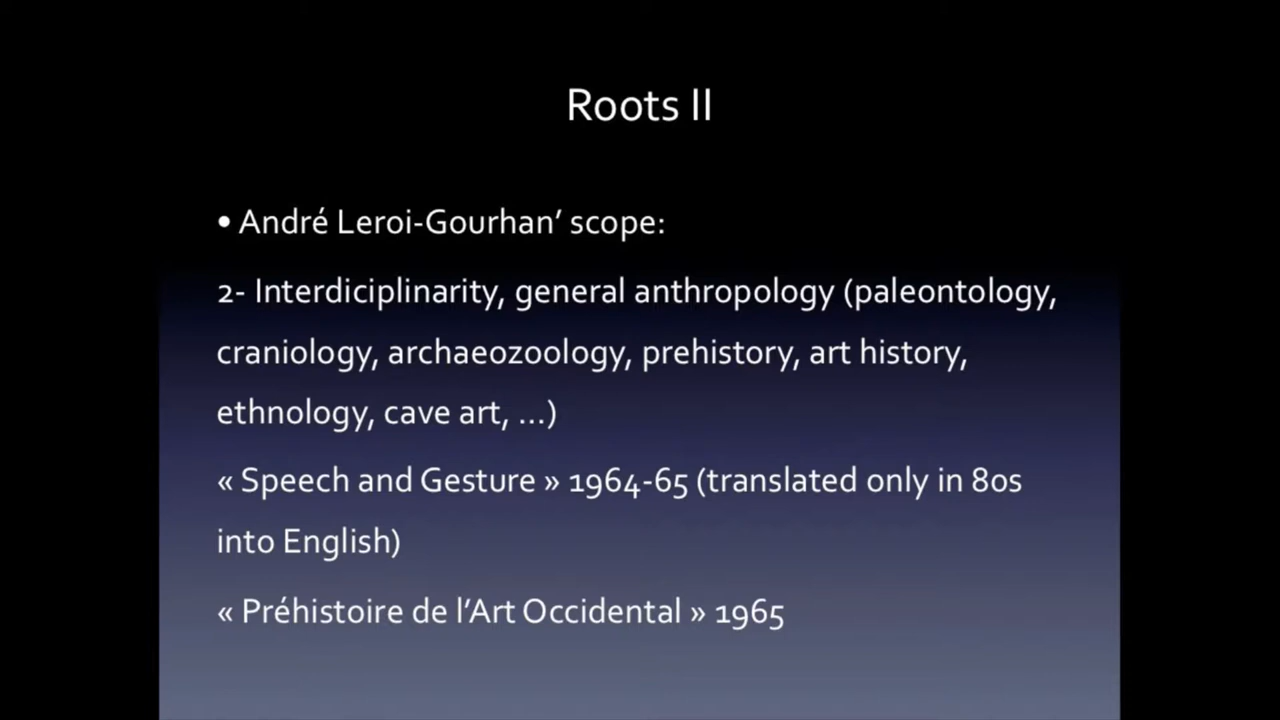 Roots II
• André Leroi-Gourhan’ scope:
2- Interdiciplinarity, general anthropology (paleontology,
craniology, archaeozoology, prehistory, art history,
ethnology, cave art, ...)
« Speech and Gesture » 1964-65 (translated only in 80s
into English)
« Préhistoire de l’Art Occidental » 1965